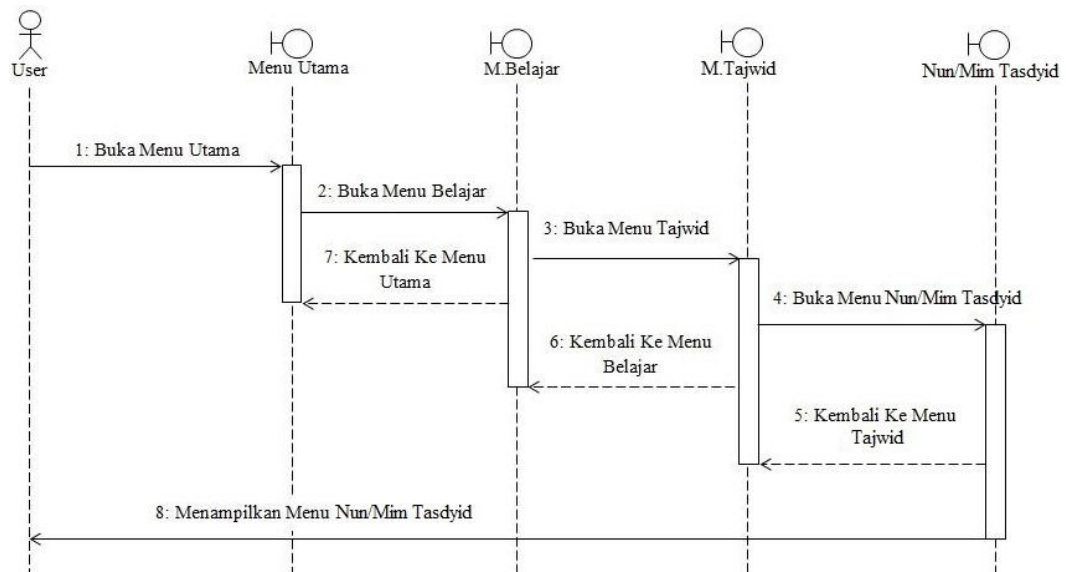 User
Menu Utama
M.Belajar
M.Tajwid
Nun/Mim Tasdyid
1: Buka Menu Utama
2: Buka Menu Belajar
3: Buka Menu Tajwid
7: Kembali Ke Menu
Utama
4: Buka Menu Nun/Mim Tasdyid
6: Kembali Ke Menu
Belajar
5: Kembali Ke Menu
Tajwid
8: Menampilkan Menu Nun/Mim Tasdyid